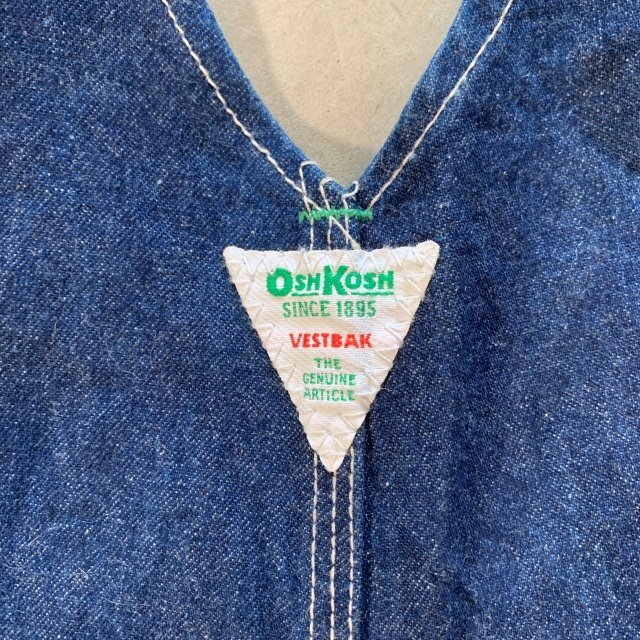 OSHKOSH
SINCE 1895
VESTBAK
THE
GENUINE
ARTICLE